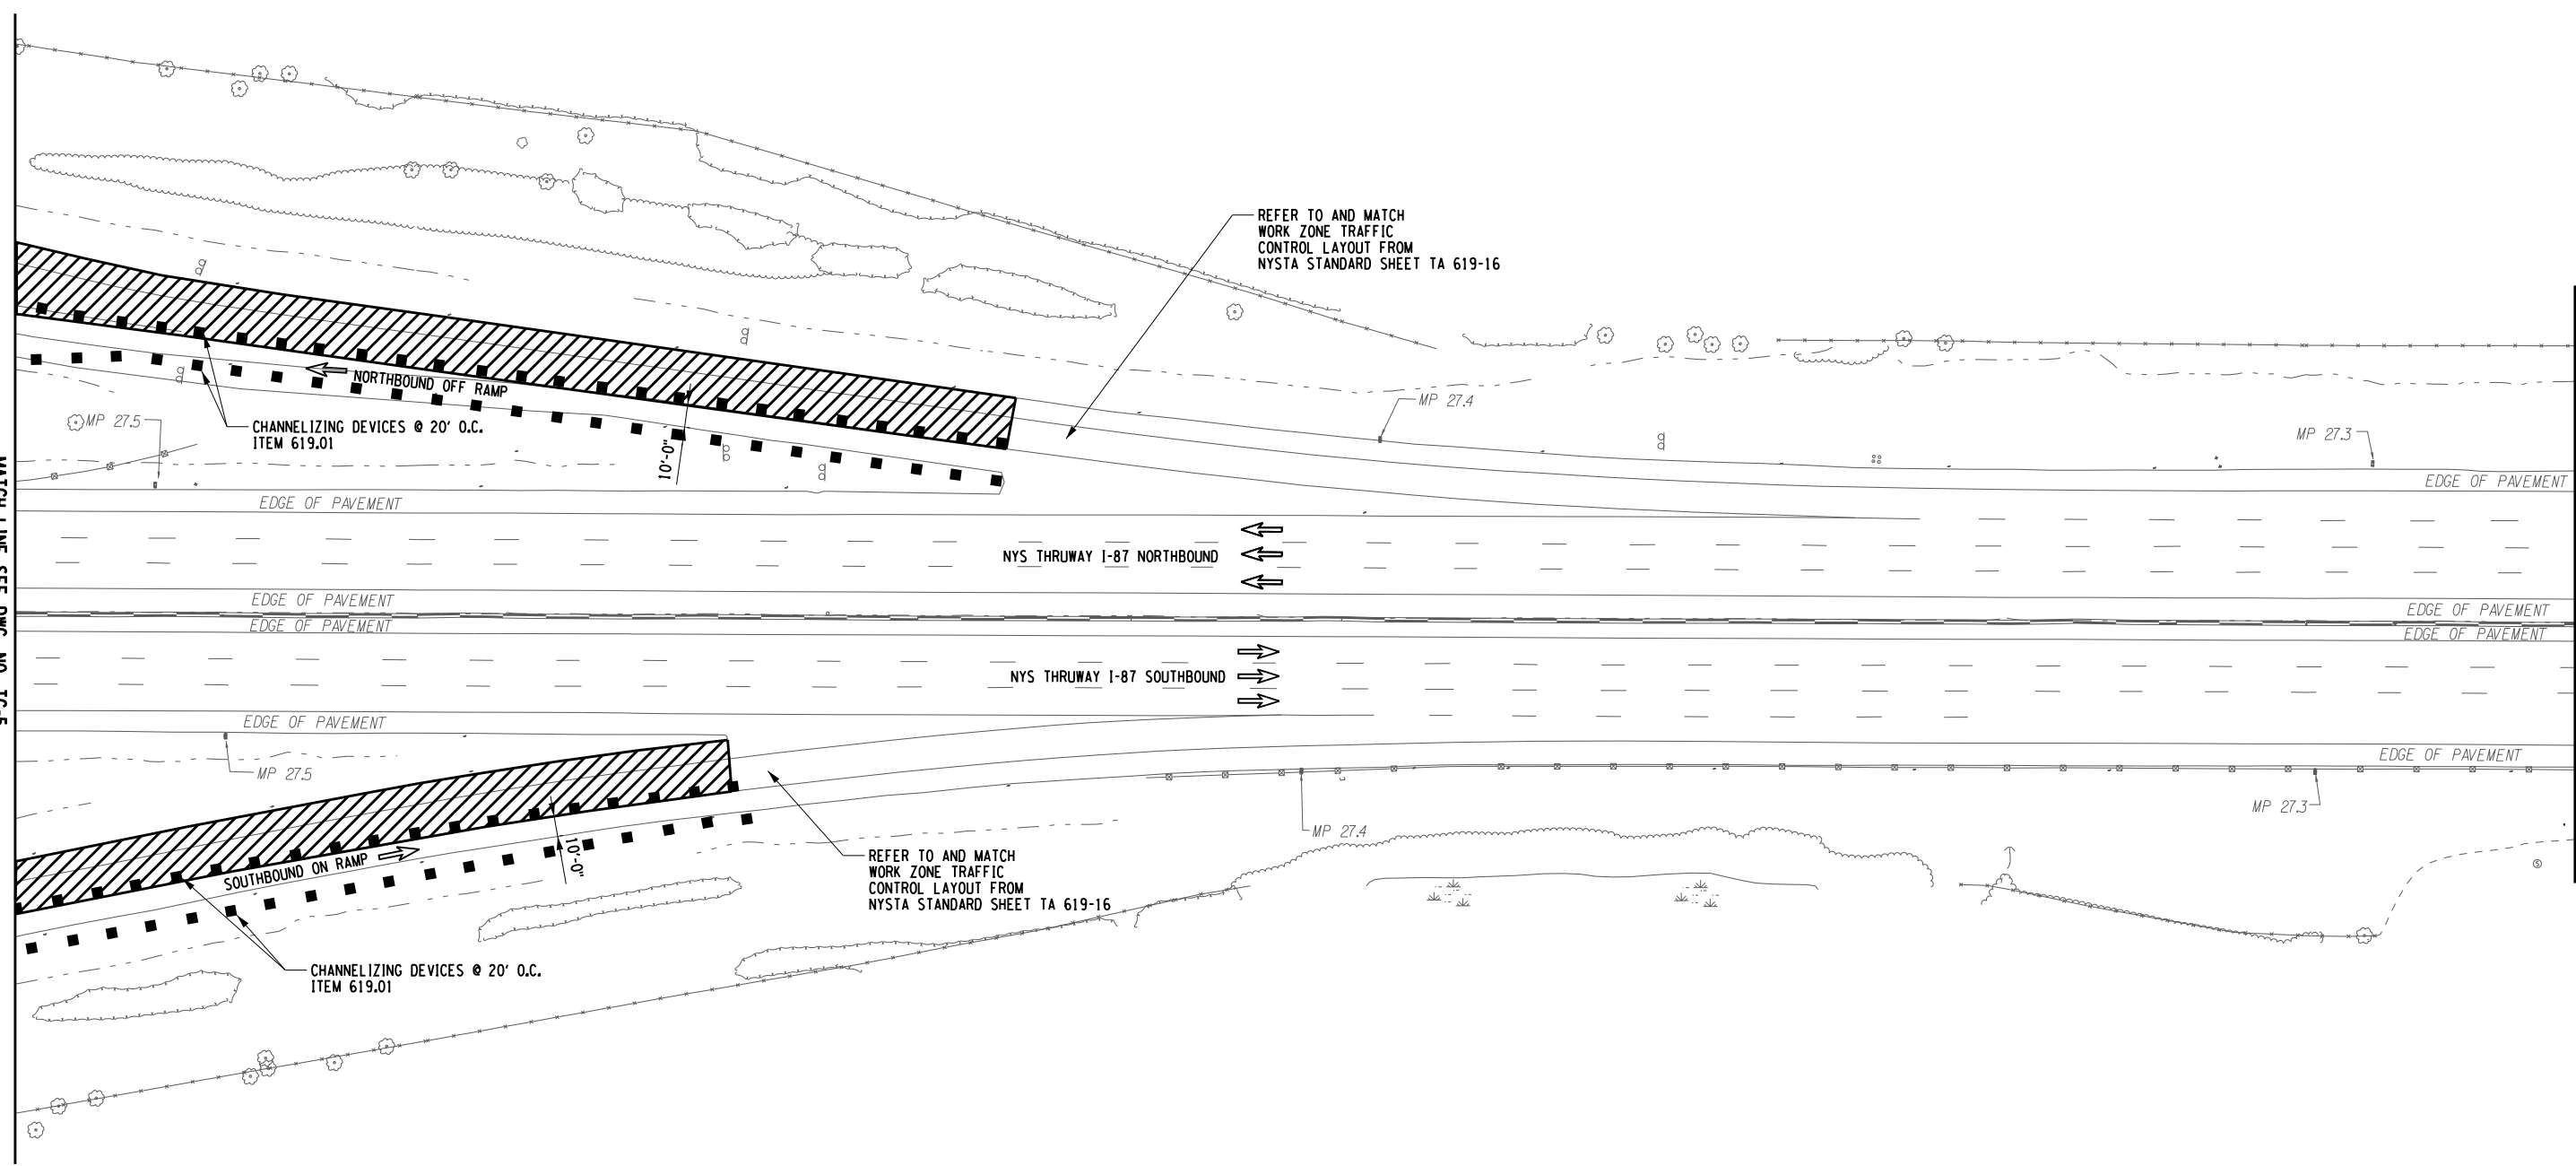 REFER TO AND MATCH
WORK ZONE TRAFFIC
CONTROL LAYOUT FROM
NYSTA STANDARD SHEET TA 619-16
NORTHBOUND OFF RAMP
MP 27.5
CHANNELIZING DEVICES @ 20' O.C.
ITEM 619.01
10'-0"
MP 27.4
MP 27.3
EDGE OF PAVEMENT
EDGE OF PAVEMENT
NYS THRUWAY I-87 NORTHBOUND
EDGE OF PAVEMENT
EDGE OF PAVEMENT
EDGE OF PAVEMENT
EDGE OF PAVEMENT
NYS THRUWAY I-87 SOUTHBOUND
EDGE OF PAVEMENT
EDGE OF PAVEMENT
MP 27.5
MP 27.3
MP 27.4
10'-0"
SOUTHBOUND ON RAMP
REFER TO AND MATCH
WORK ZONE TRAFFIC
CONTROL LAYOUT FROM
NYSTA STANDARD SHEET TA 619-16
CHANNELIZING DEVICES @ 20' O.C.
ITEM 619.01